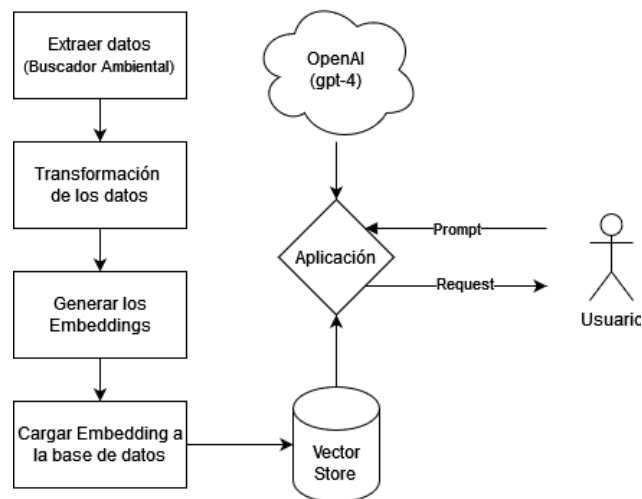 Extraer datos
(Buscador Ambiental)
Transformación
de los datos
Generar los
Embeddings
Cargar Embedding a
la base de datos
OpenAI
(gpt-4)
Aplicación
Prompt
Request
Usuario
Vector
Store